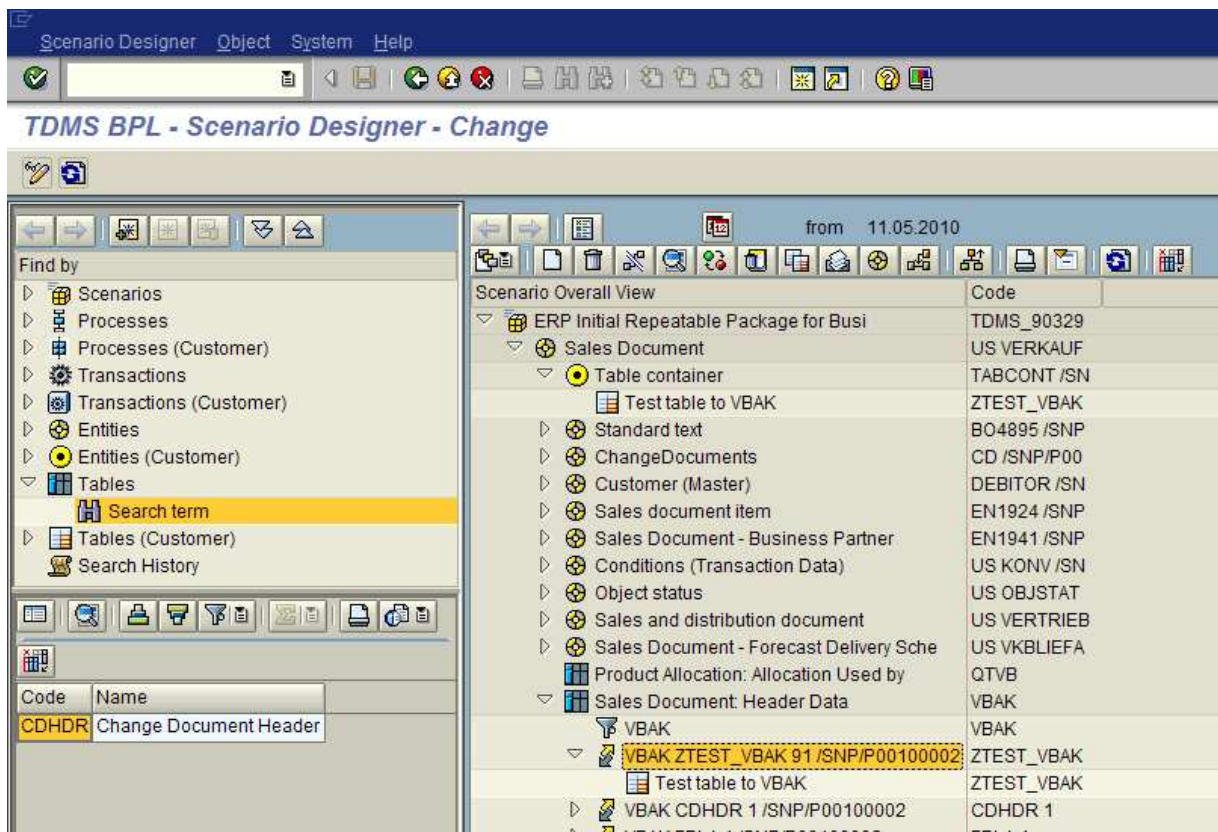 Scenario Designer Object System Help
TDMS BPL - Scenario Designer - Change
from 11.05.2010
Find by
Scenarios
Processes
Processes (Customer)
Transactions
Transactions (Customer)
Entities
Entities (Customer)
Tables
Search term
Tables (Customer)
Search History
Code Name
CDHDR Change Document Header
Scenario Overall View Code
ERP Initial Repeatable Package for Busi TDMS_90329
Sales Document US VERKAUF
Table container TABCONT /SN
Test table to VBAK ZTEST_VBAK
Standard text BO4895 /SNP
ChangeDocuments CD /SNP/P00
Customer (Master) DEBITOR /SN
Sales document item EN1924 /SNP
Sales Document - Business Partner EN1941 /SNP
Conditions (Transaction Data) US KONV /SN
Object status US OBJSTAT
Sales and distribution document US VERTRIEB
Sales Document - Forecast Delivery Sche US VKBLIEFA
Product Allocation: Allocation Used by QTVB
Sales Document: Header Data VBAK
VBAK VBAK
VBAK ZTEST_VBAK 91 /SNP/P00100002 ZTEST_VBAK
Test table to VBAK ZTEST_VBAK
VBAK CDHDR 1 /SNP/P00100002 CDHDR 1